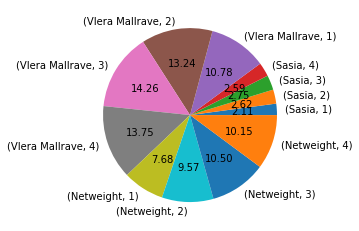 (Vlera Mallrave, 2)
(Vlera Mallrave, 1)
13.24
10.78
(Vlera Mallrave, 3)
(Sasia, 4)
(Sasia, 3)
14.26
2.59
2.75
(Sasia, 2)
2.62
(Sasia, 1)
2.11
13.75
10.15
(Vlera Mallrave, 4)
(Netweight, 4)
7.68
9.57
10.50
(Netweight, 1)
(Netweight, 3)
(Netweight, 2)